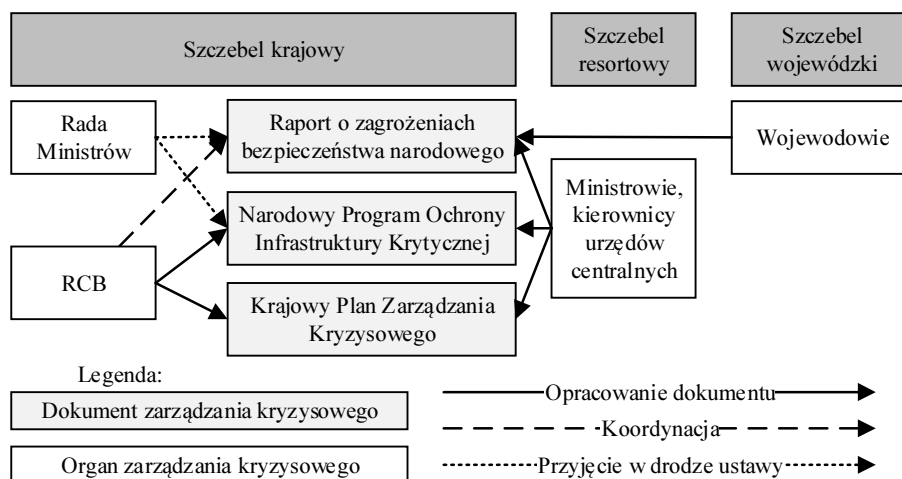 Szczebel krajowy
Szczebel
resortowy
Szczebel
wojewódzki
Rada
Ministrów
Raport o zagrożeniach
bezpieczeństwa narodowego
Wojewodowie
Narodowy Program Ochrony
Infrastruktury Krytycznej
Ministrowie,
kierownicy
urzędów
centralnych
RCB
Krajowy Plan Zarządzania
Kryzysowego
Legenda:
Dokument zarządzania kryzysowego
Organ zarządzania kryzysowego
Opracowanie dokumentu
Koordynacja
Przyjęcie w drodze ustawy